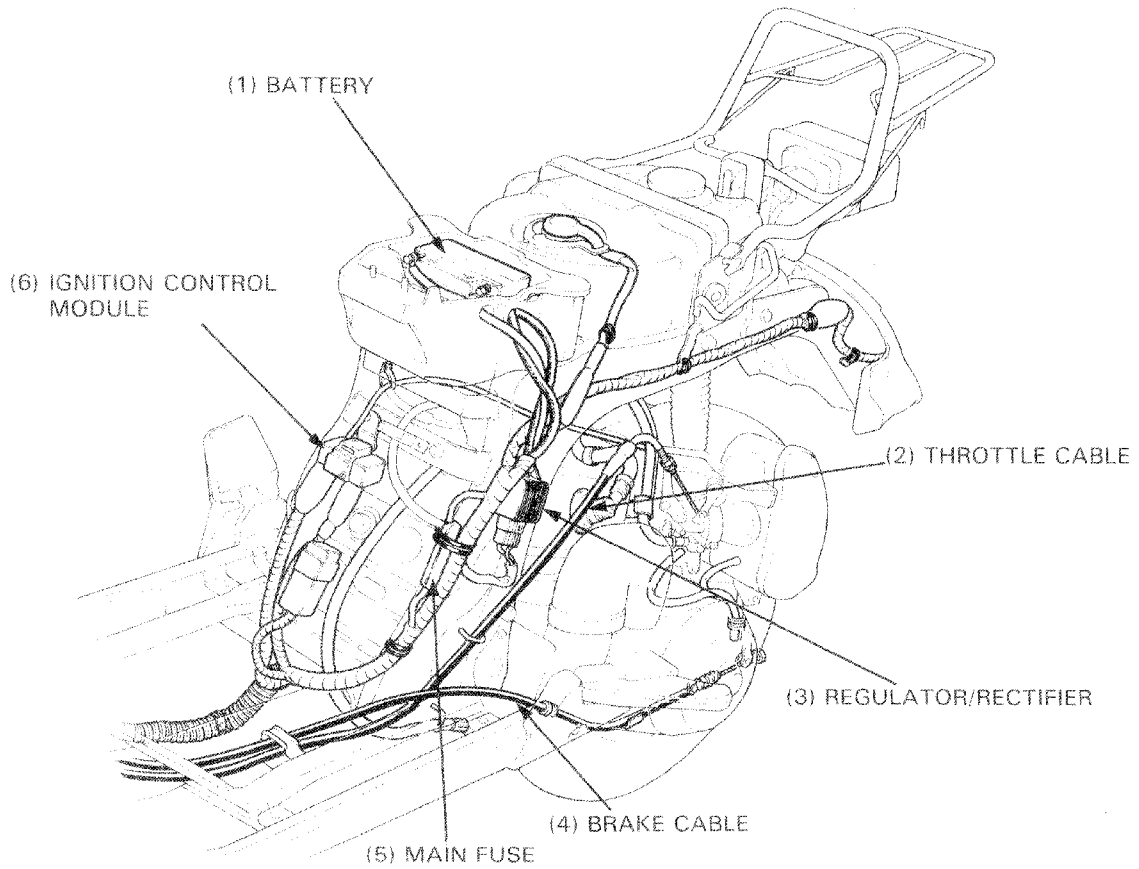 (1) BATTERY
(6) IGNITION CONTROL
MODULE
(2) THROTTLE CABLE
(3) REGULATOR/RECTIFIER
(4) BRAKE CABLE
(5) MAIN FUSE